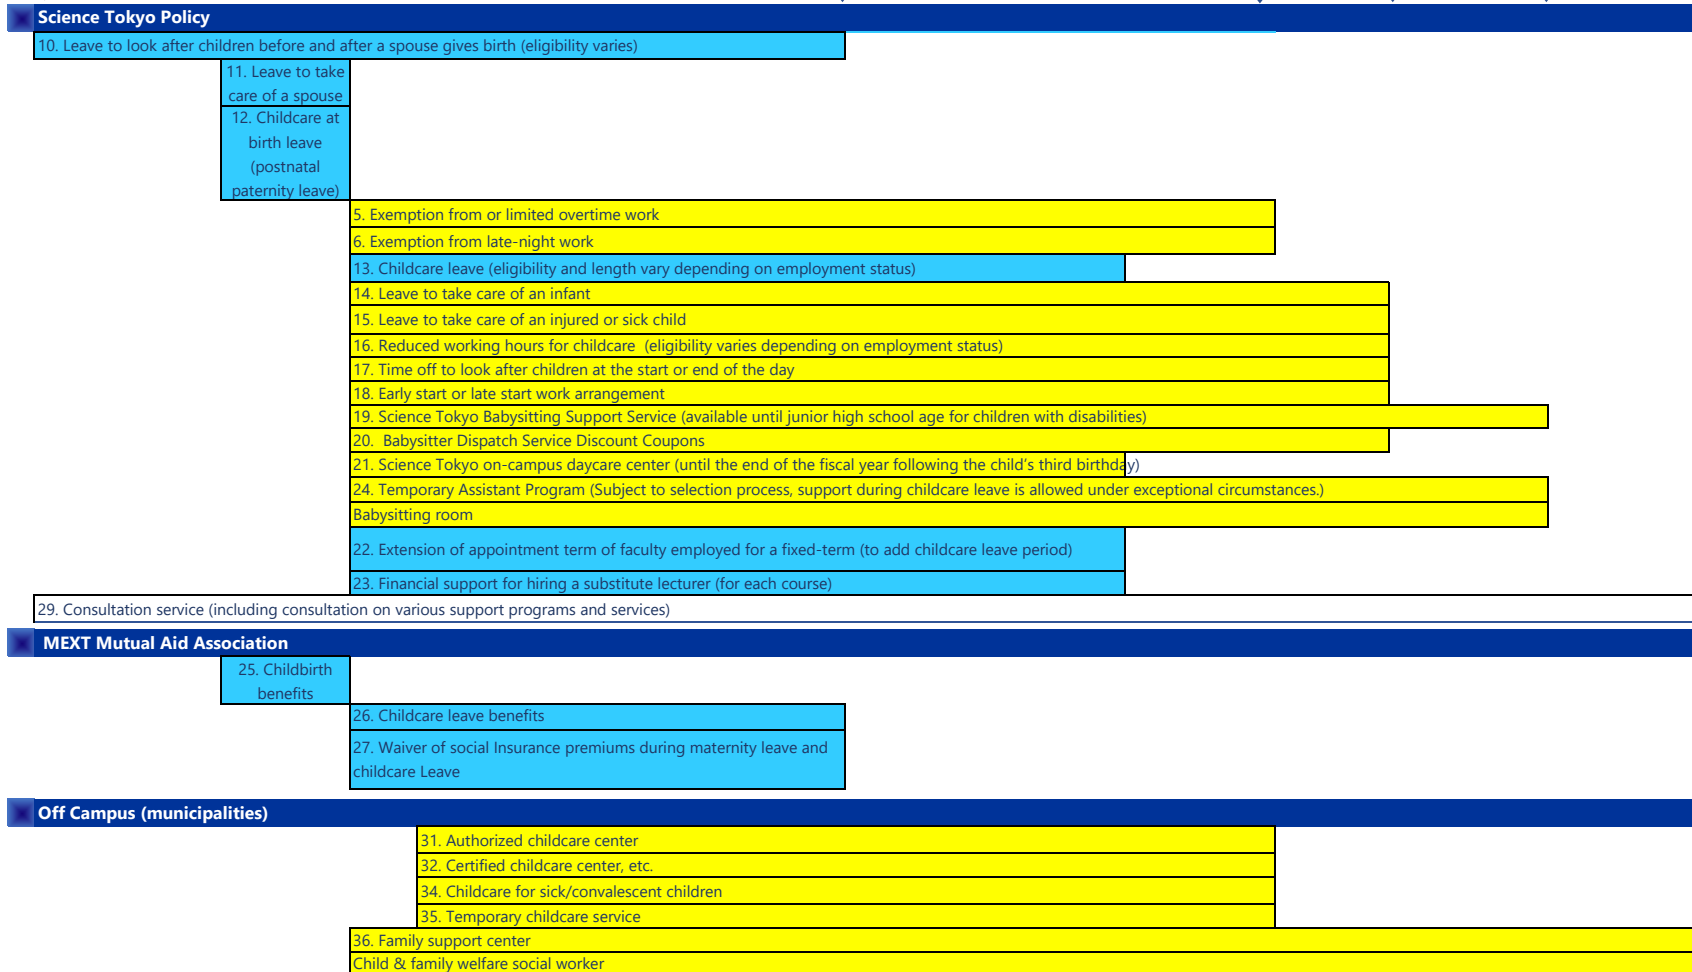 Science Tokyo Policy
10. Leave to look after children before and after a spouse gives birth (eligibility varies)
11. Leave to take
care of a spouse
12. Childcare at
birth leave
(postnatal
paternity leave)
5. Exemption from or limited overtime work
6. Exemption from late-night work
13. Childcare leave (eligibility and length vary depending on employment status)
14. Leave to take care of an infant
15. Leave to take care of an injured or sick child
16. Reduced working hours for childcare (eligibility varies depending on employment status)
17. Time off to look after children at the start or end of the day
18. Early start or late start work arrangement
19. Science Tokyo Babysitting Support Service (available until junior high school age for children with disabilities)
20. Babysitter Dispatch Service Discount Coupons
21. Science Tokyo on-campus daycare center (until the end of the fiscal year following the child's third birthday)
24. Temporary Assistant Program (Subject to selection process, support during childcare leave is allowed under exceptional circumstances.)
Babysitting room
22. Extension of appointment term of faculty employed for a fixed-term (to add childcare leave period)
23. Financial support for hiring a substitute lecturer (for each course)
29. Consultation service (including consultation on various support programs and services)
MEXT Mutual Aid Association
25. Childbirth
benefits
26. Childcare leave benefits
27. Waiver of social Insurance premiums during maternity leave and
childcare Leave
Off Campus (municipalities)
31. Authorized childcare center
32. Certified childcare center, etc.
34. Childcare for sick/convalescent children
35. Temporary childcare service
36. Family support center
Child & family welfare social worker